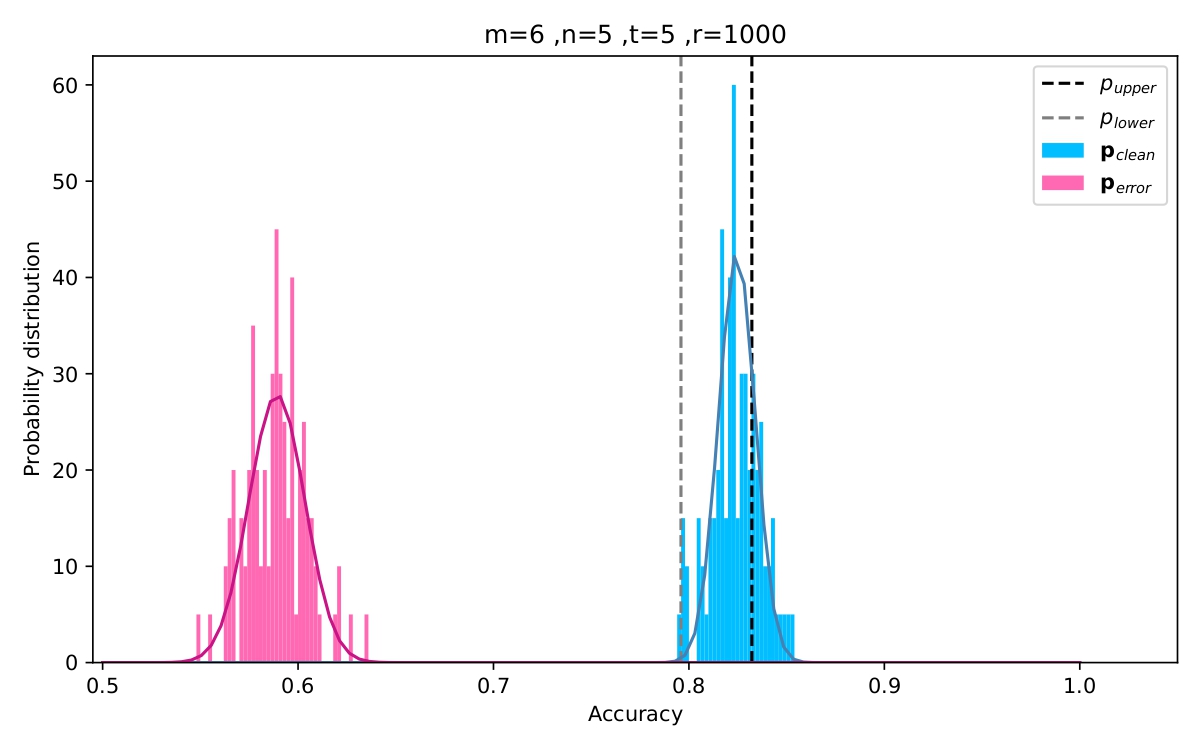 m=6 ,n=5 ,t=5 ,r=1000
p_upper
p_lower
p_clean
p_error
Probability distribution
60
50
40
30
20
10
0
0.5 0.6 0.7 0.8 0.9 1.0
Accuracy